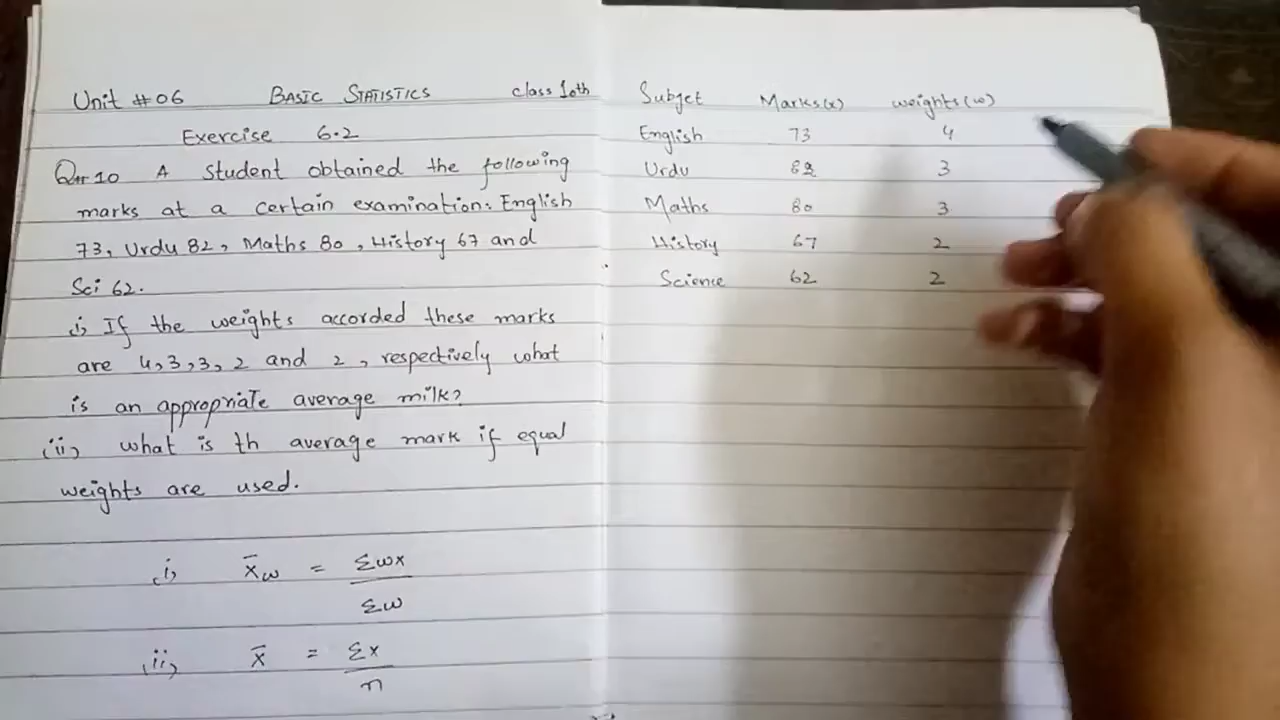 Unit #06 BASIC STATISTICS class 10th
Exercise 6.2
Q#10 A student obtained the following
marks at a certain examination: English
73, Urdu 82, Maths 80, History 67 and
Sci 62.
i, If the weights accorded these marks
are 4,3,3,2 and 2, respectively what
is an appropriate average milk?
(ii, what is th average mark if equal
weights are used.
(i, x̄w = Σwx / Σw
(ii, x̄ = Σx / n
Subjet Marks(x) weights(w)
English 73 4
Urdu 82 3
Maths 80 3
History 67 2
Science 62 2